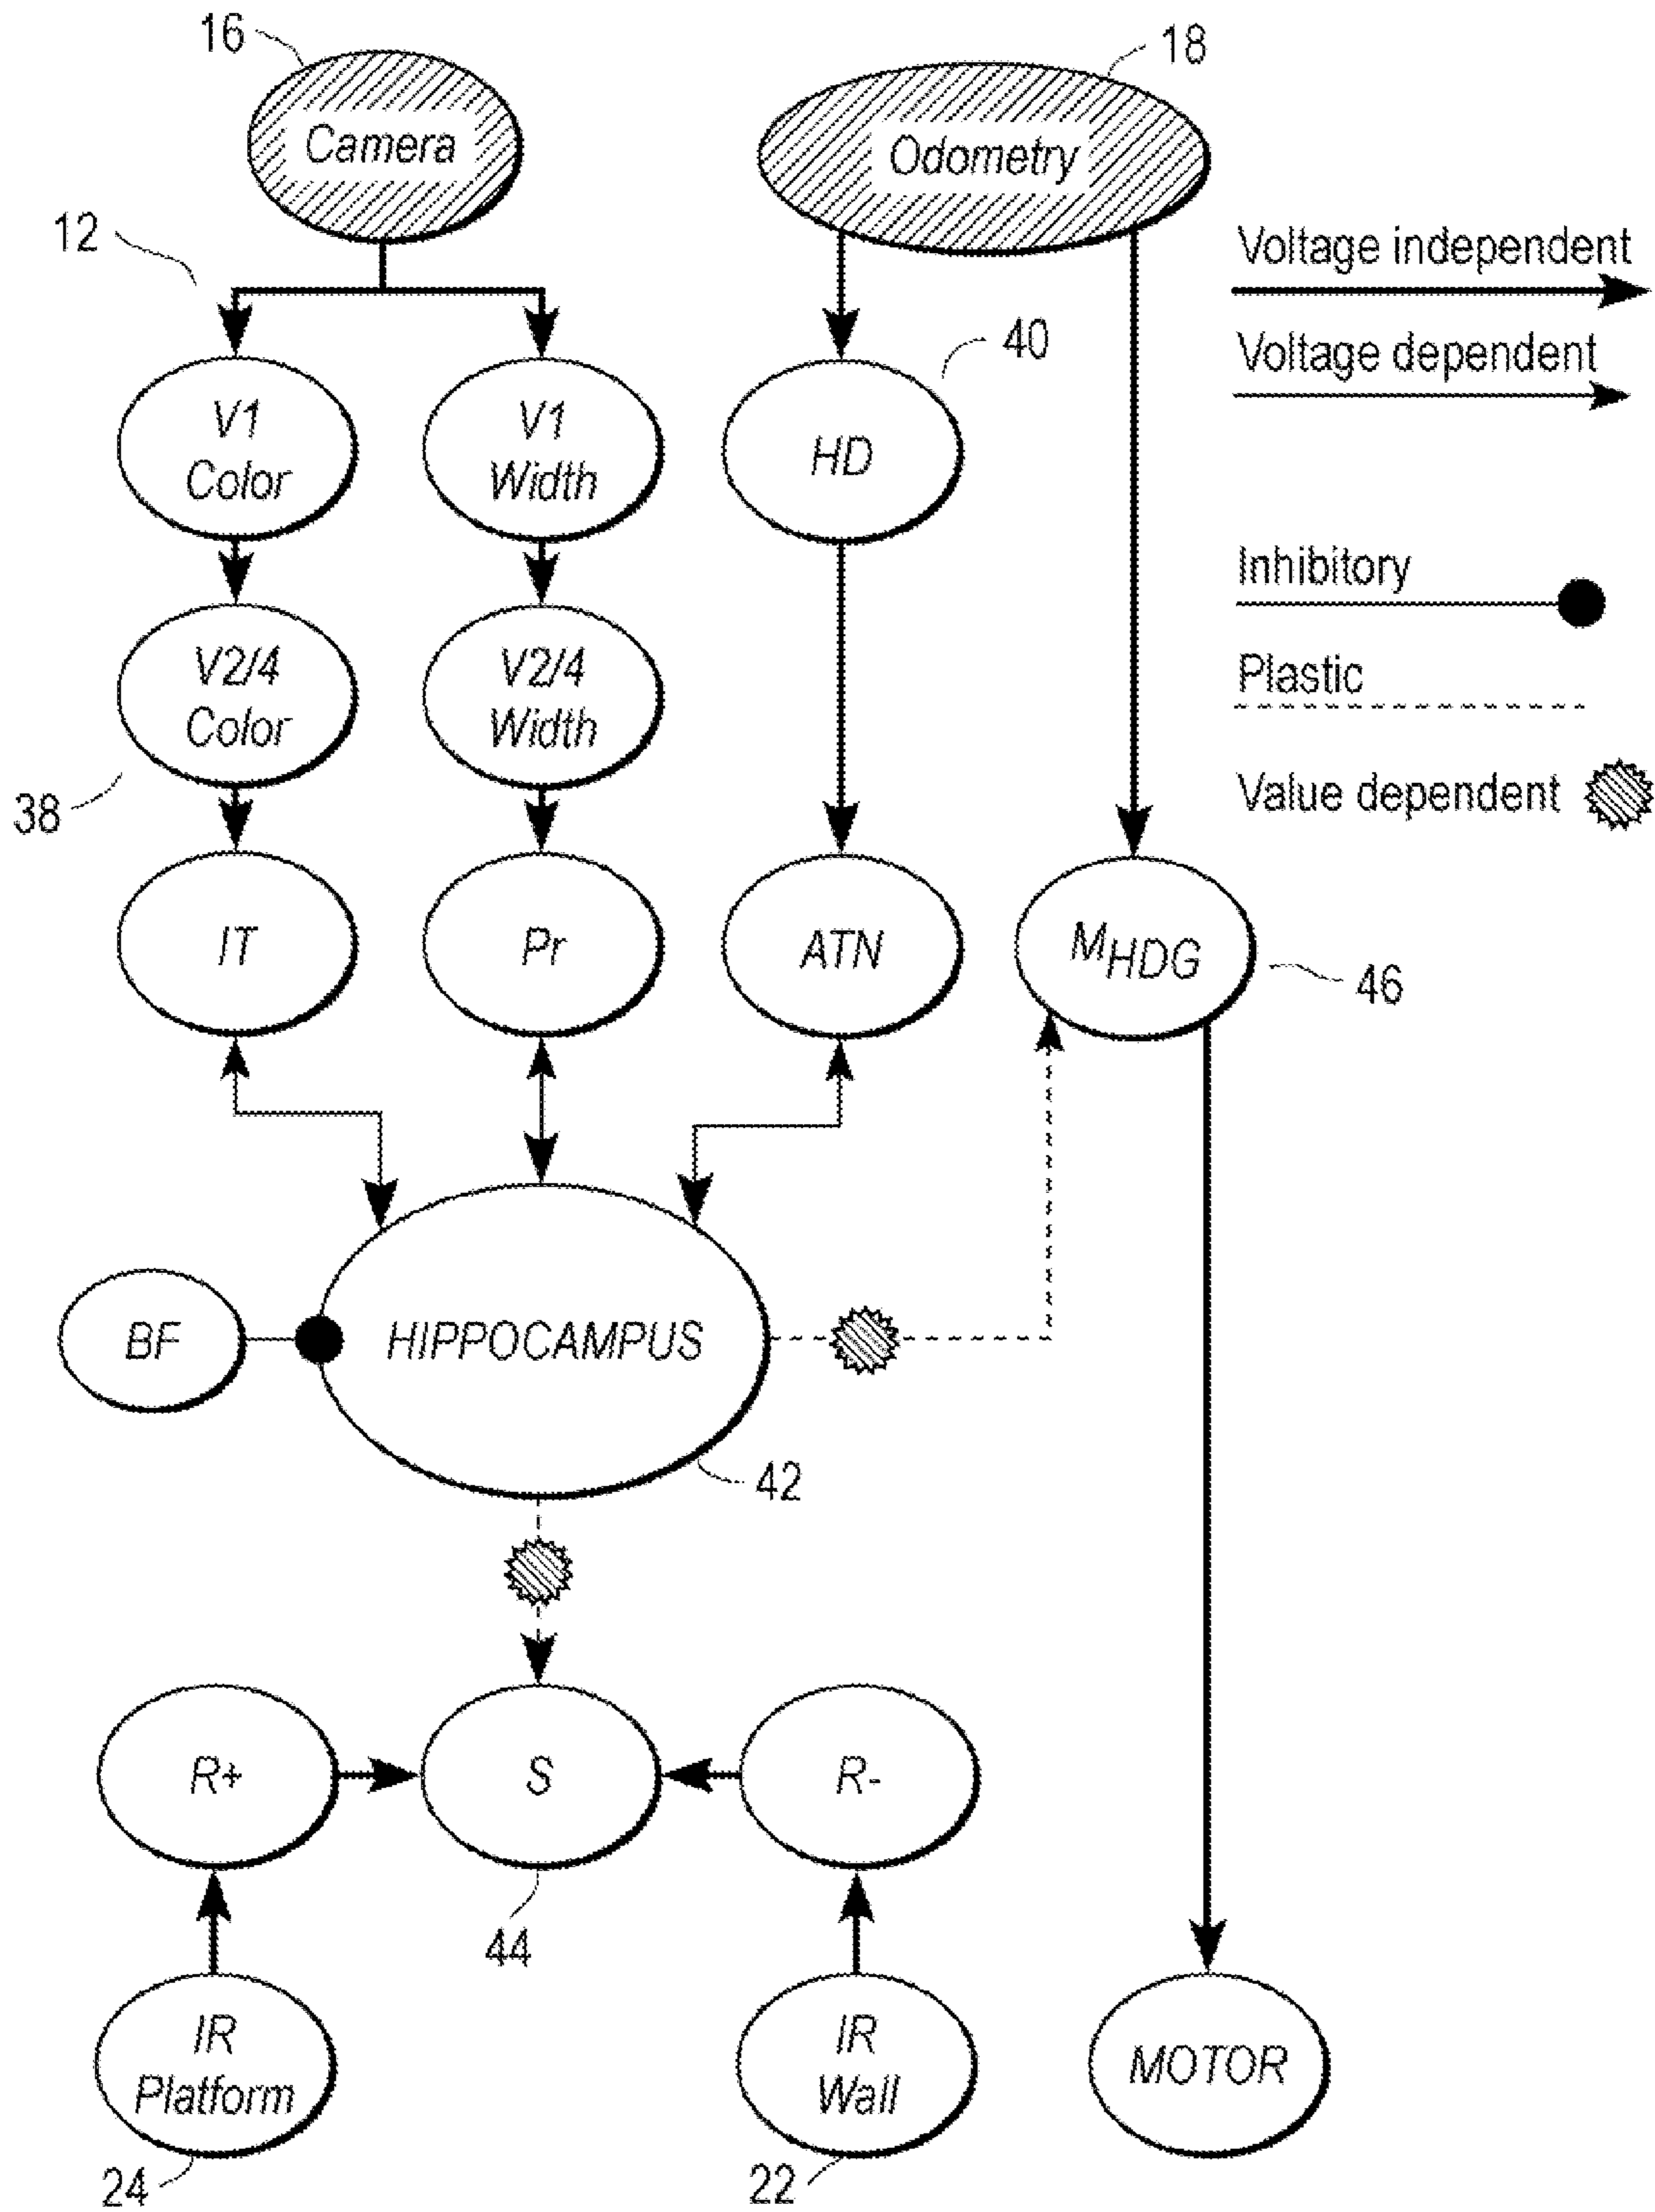 16
18
Camera
Odometry
12
Voltage independent
40
Voltage dependent
V1
Color
V1
Width
HD
Inhibitory
V2/4
Color
V2/4
Width
Plastic
38
Value dependent
IT
Pr
ATN
MHDG
46
BF
HIPPOCAMPUS
42
R+
S
R-
44
IR
Platform
IR
Wall
MOTOR
24
22